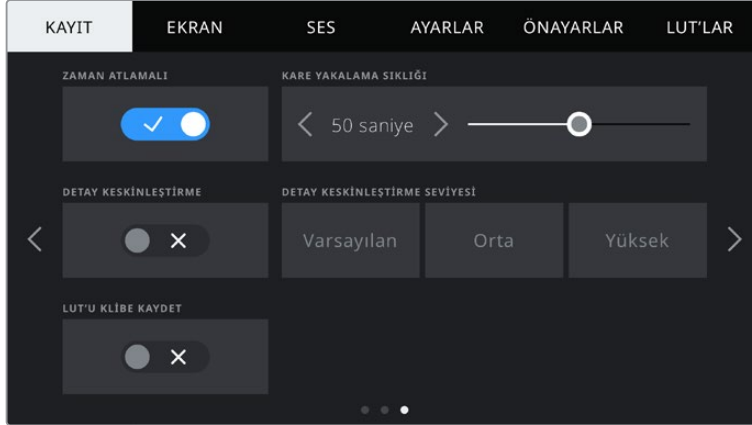 KAYIT EKRAN SES AYARLAR ÖNAYARLAR LUT'LAR
ZAMAN ATLAMALI KARE YAKALAMA SIKLIĞI
50 saniye
DETAY KESKİNLEŞTİRME DETAY KESKİNLEŞTİRME SEVİYESİ
Varsayılan Orta Yüksek
LUT'U KLİBE KAYDET